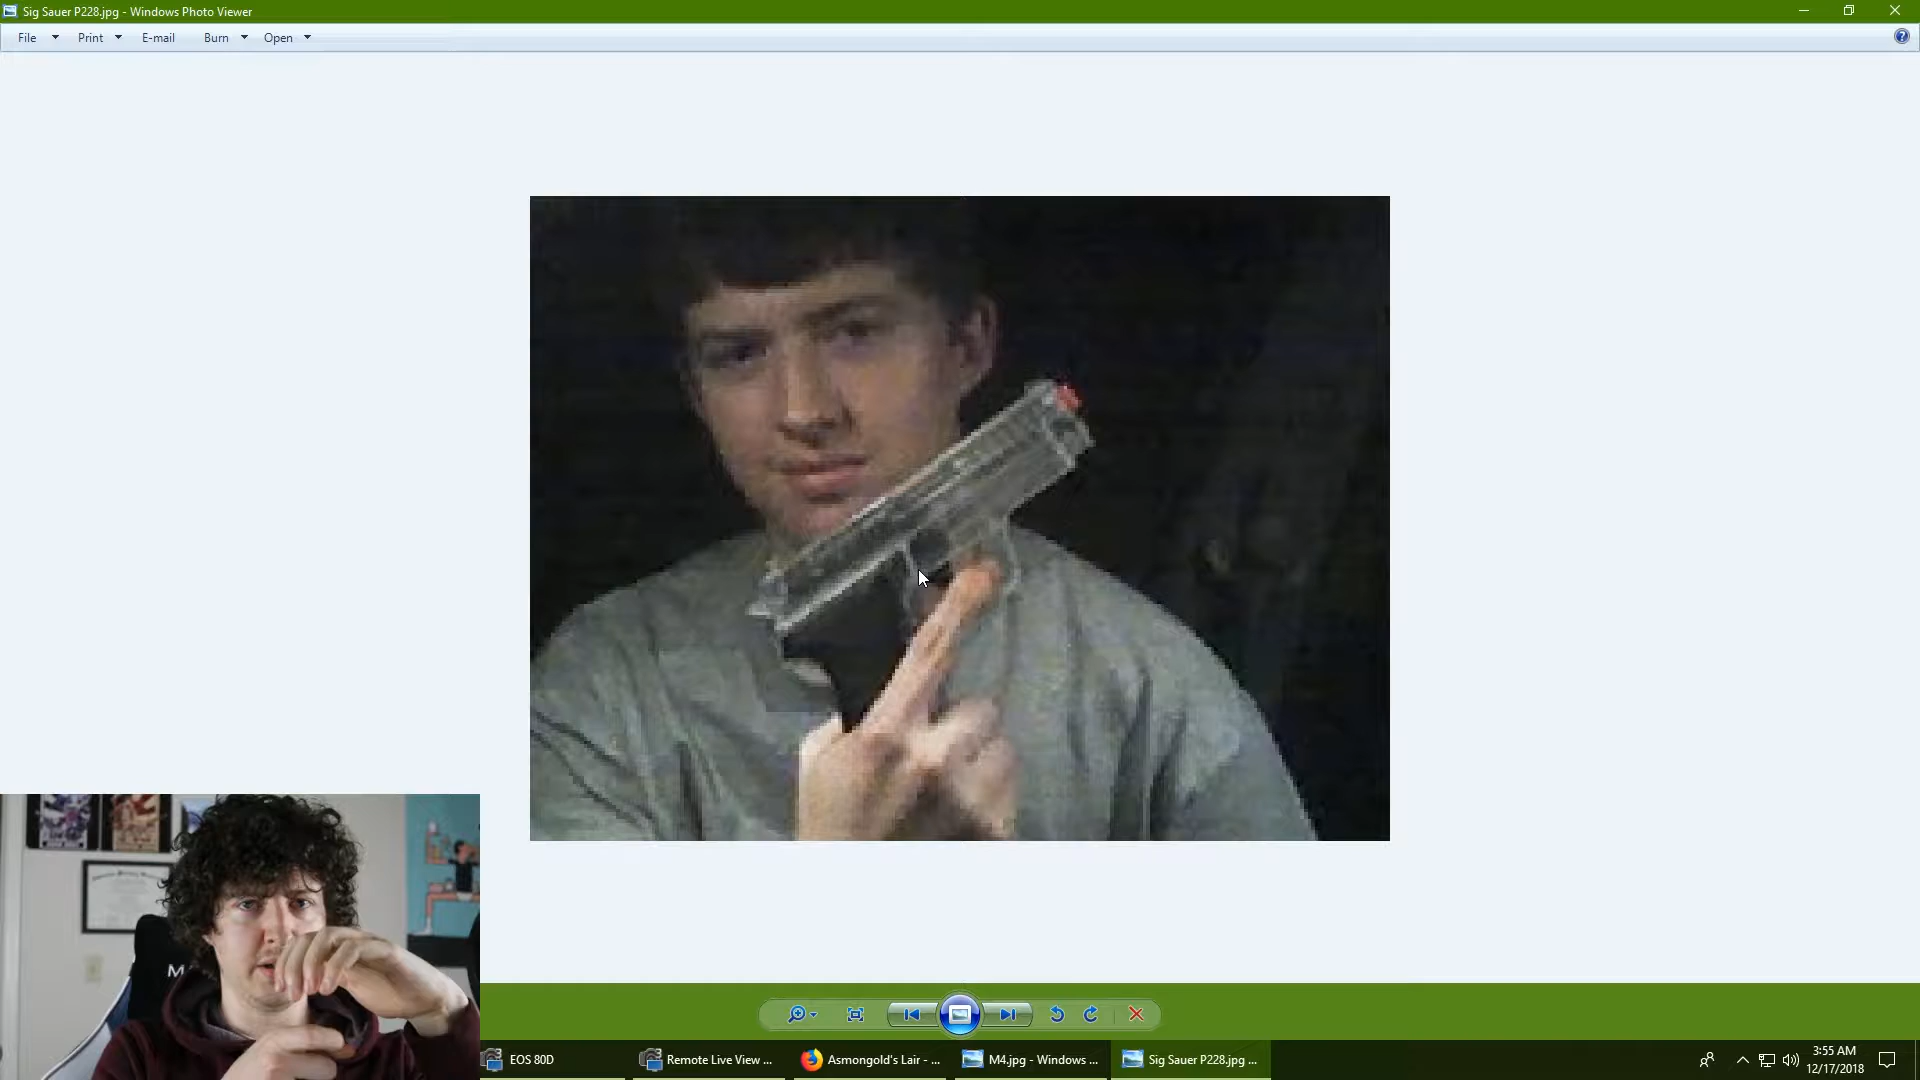 Sig Sauer P228.jpg - Windows Photo Viewer
File Print E-mail Burn Open
EOS 80D
Remote Live View ...
Asmongold's Lair - ...
M4.jpg - Windows ...
Sig Sauer P228.jpg ...
3:55 AM
12/17/2018